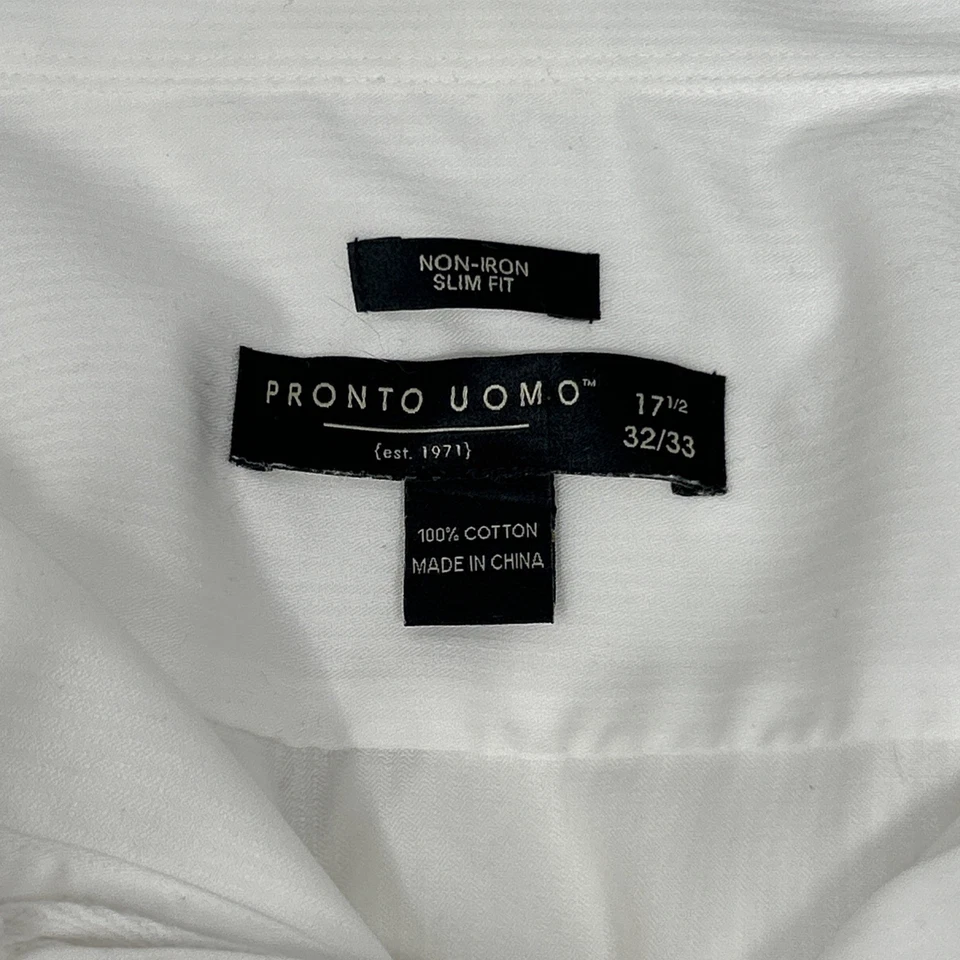 NON-IRON
SLIM FIT
PRONTO UOMO™
{est. 1971}
17 1/2
32/33
100% COTTON
MADE IN CHINA